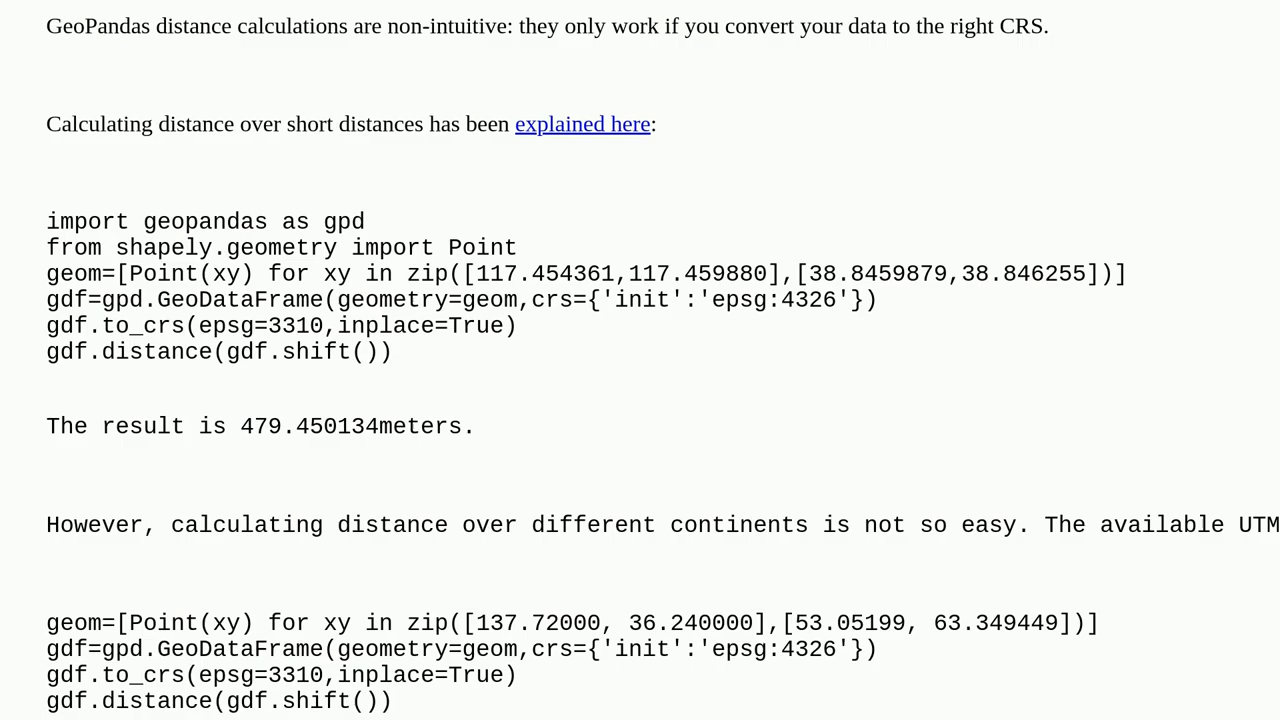 GeoPandas distance calculations are non-intuitive: they only work if you convert your data to the right CRS.
Calculating distance over short distances has been explained here:
import geopandas as gpd
from shapely.geometry import Point
geom=[Point(xy) for xy in zip([117.454361,117.459880],[38.8459879,38.846255])]
gdf=gpd.GeoDataFrame(geometry=geom,crs={'init':'epsg:4326'})
gdf.to_crs(epsg=3310,inplace=True)
gdf.distance(gdf.shift())
The result is 479.450134meters.
However, calculating distance over different continents is not so easy. The available UTM
geom=[Point(xy) for xy in zip([137.72000, 36.240000],[53.05199, 63.349449])]
gdf=gpd.GeoDataFrame(geometry=geom,crs={'init':'epsg:4326'})
gdf.to_crs(epsg=3310,inplace=True)
gdf.distance(gdf.shift())